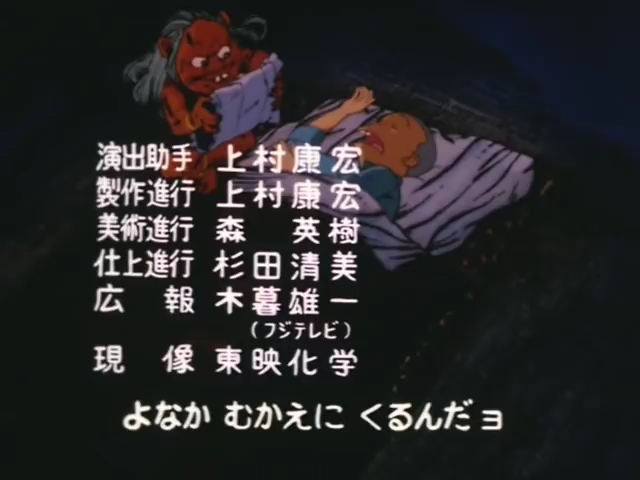 演出助手 上村康宏
製作進行 上村康宏
美術進行 森 英樹
仕上進行 杉田清美
広 報 木暮雄一
(フジテレビ)
現 像 東映化学
よなか むかえに くるんだョ